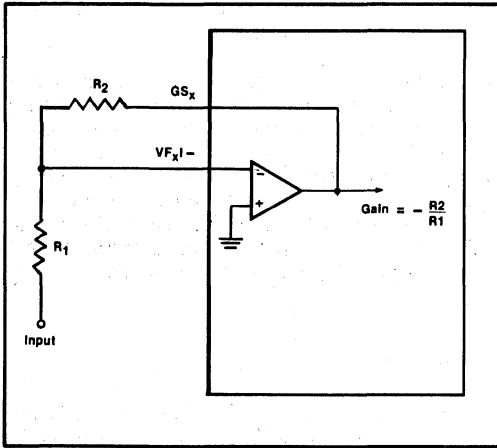 R2
GSx
VFxI−
−
+
Gain = − R2/R1
R1
Input